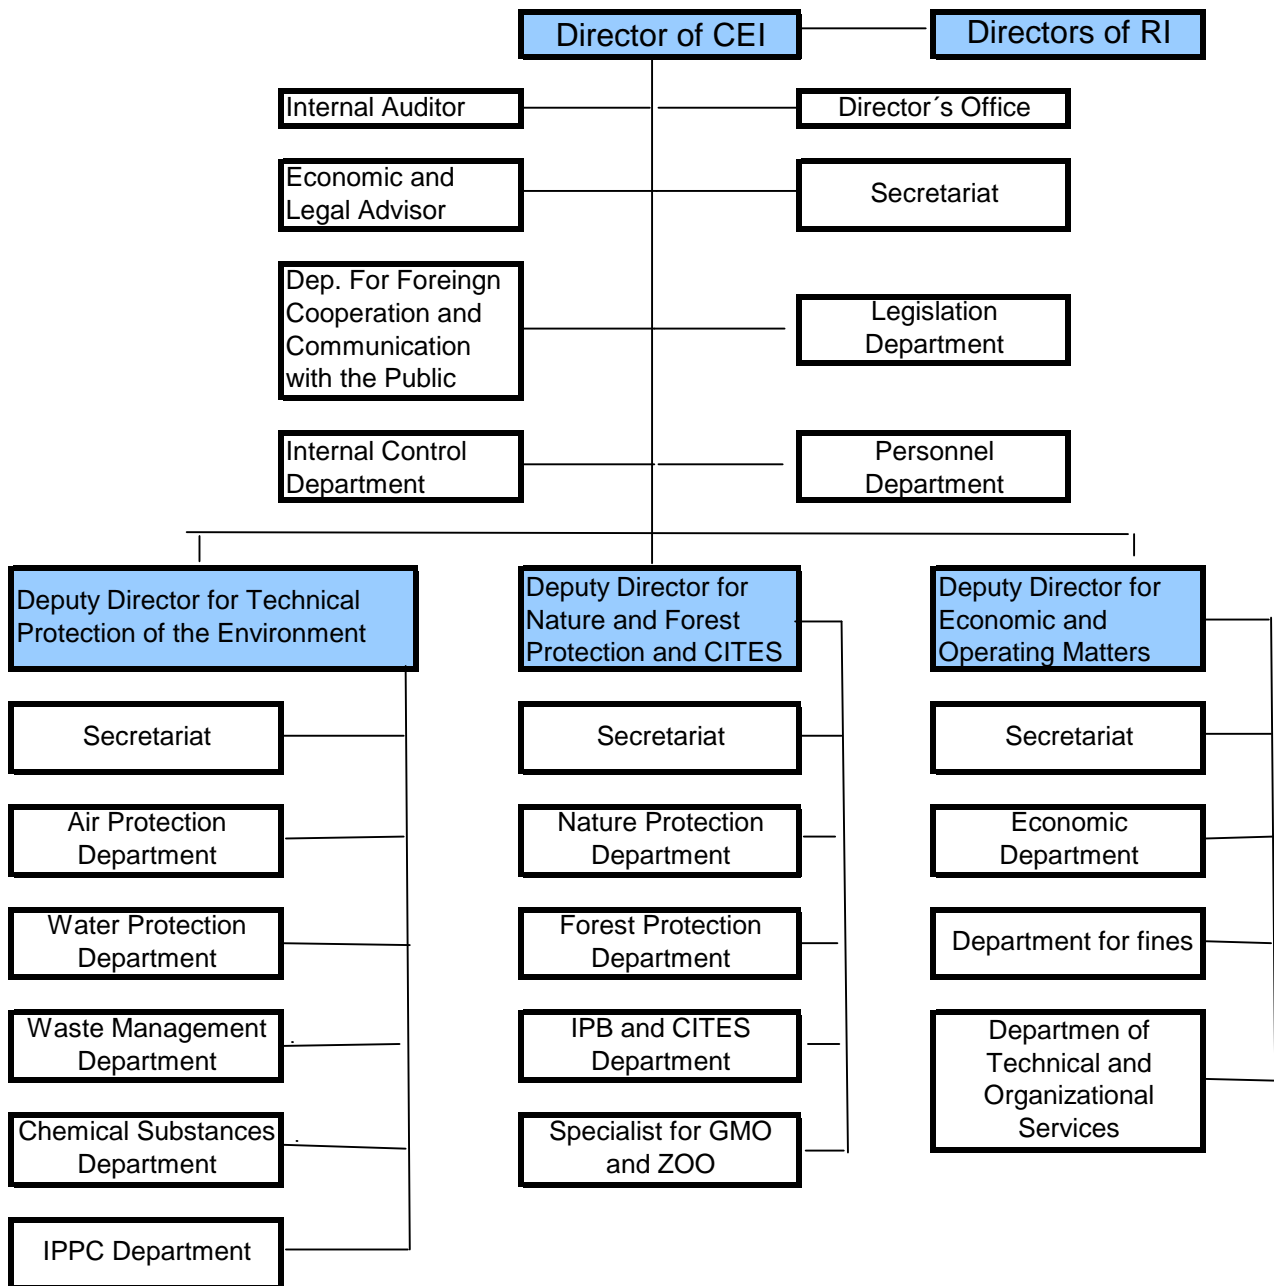 Director of CEI
Directors of RI
Internal Auditor
Director´s Office
Economic and
Legal Advisor
Secretariat
Dep. For Foreingn
Cooperation and
Communication
with the Public
Legislation
Department
Internal Control
Department
Personnel
Department
Deputy Director for Technical
Protection of the Environment
Deputy Director for
Nature and Forest
Protection and CITES
Deputy Director for
Economic and
Operating Matters
Secretariat
Secretariat
Secretariat
Air Protection
Department
Nature Protection
Department
Economic
Department
Water Protection
Department
Forest Protection
Department
Department for fines
Waste Management
Department
IPB and CITES
Department
Departmen of
Technical and
Organizational
Services
Chemical Substances
Department
Specialist for GMO
and ZOO
IPPC Department